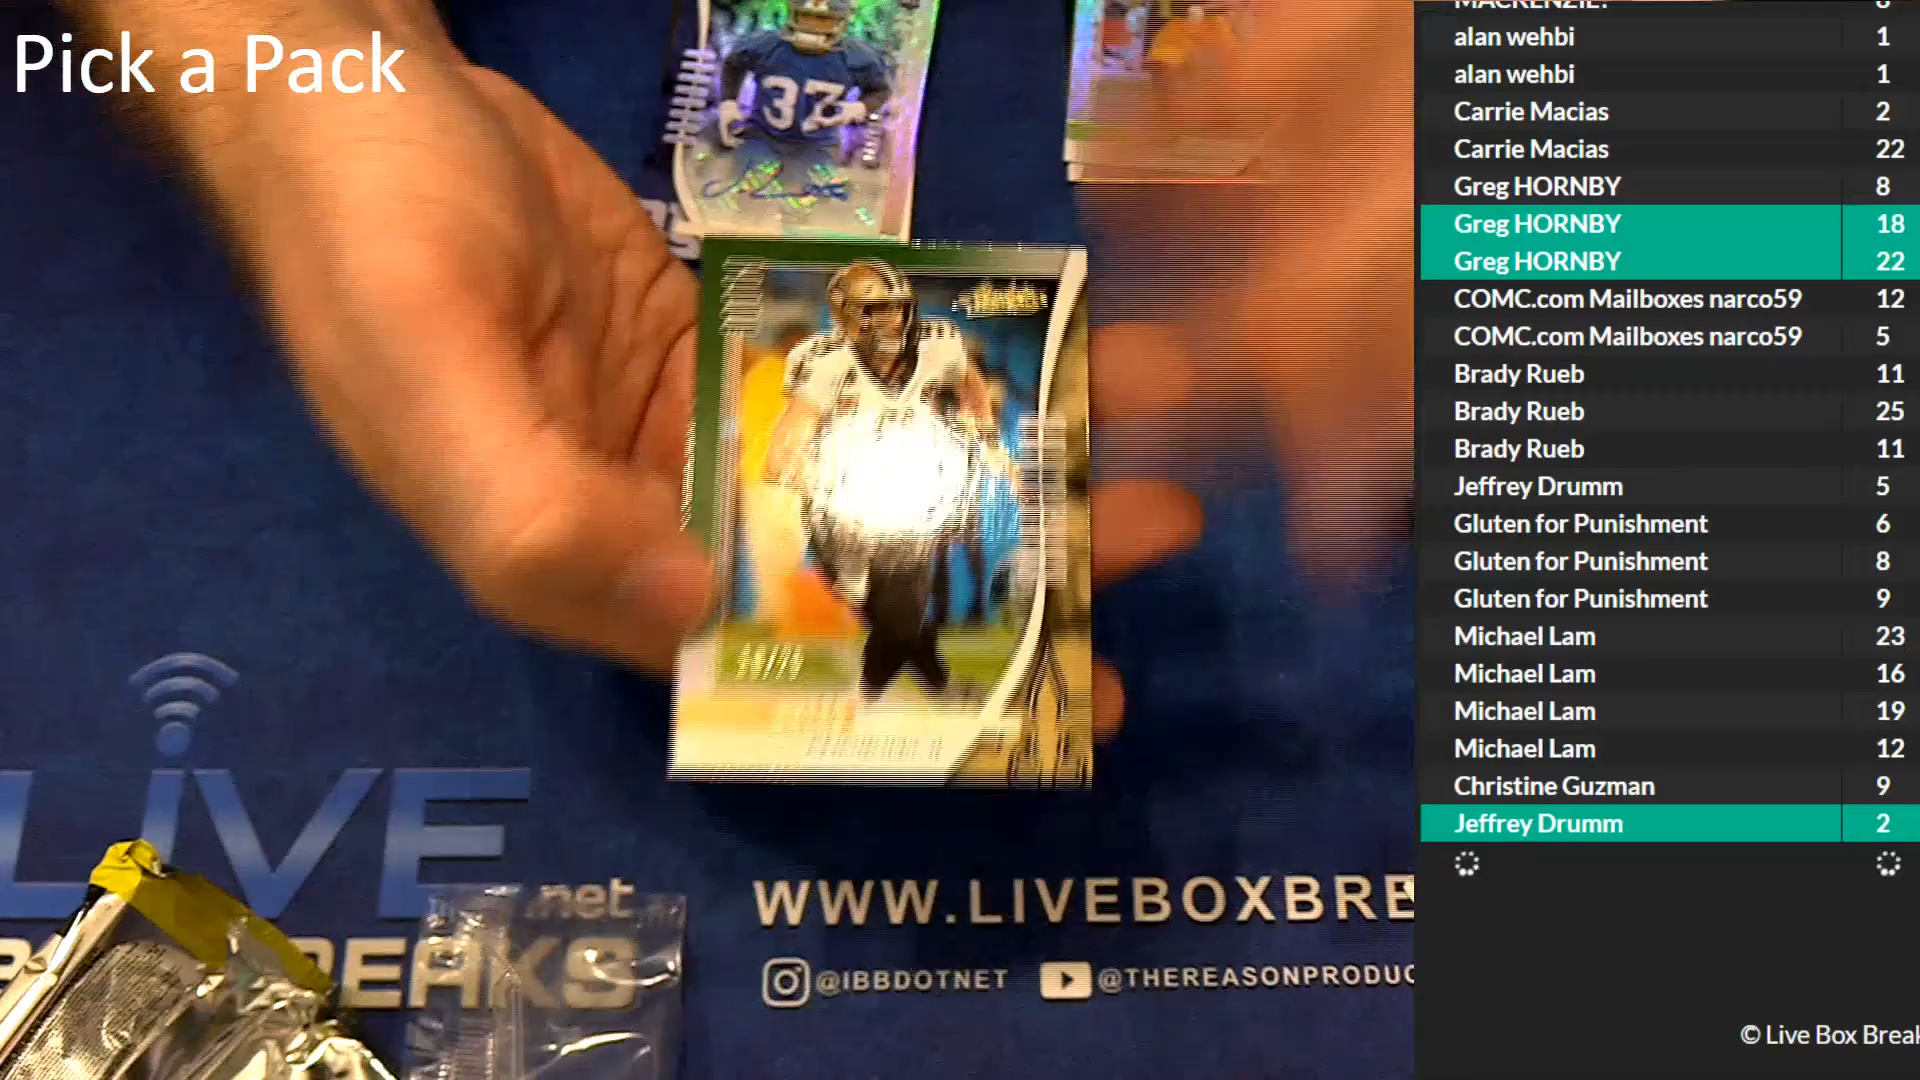 Pick a Pack
37
alan wehbi 1
alan wehbi 1
Carrie Macias 2
Carrie Macias 22
Greg HORNBY 8
Greg HORNBY 18
Greg HORNBY 22
COMC.com Mailboxes narco59 12
COMC.com Mailboxes narco59 5
Brady Rueb 11
Brady Rueb 25
Brady Rueb 11
Jeffrey Drumm 5
Gluten for Punishment 6
Gluten for Punishment 8
Gluten for Punishment 9
Michael Lam 23
Michael Lam 16
Michael Lam 19
Michael Lam 12
Christine Guzman 9
Jeffrey Drumm 2
LIVE
.net
WWW.LIVEBOXBRE
@IBBDOTNET @THEREASONPRODUC
© Live Box Break